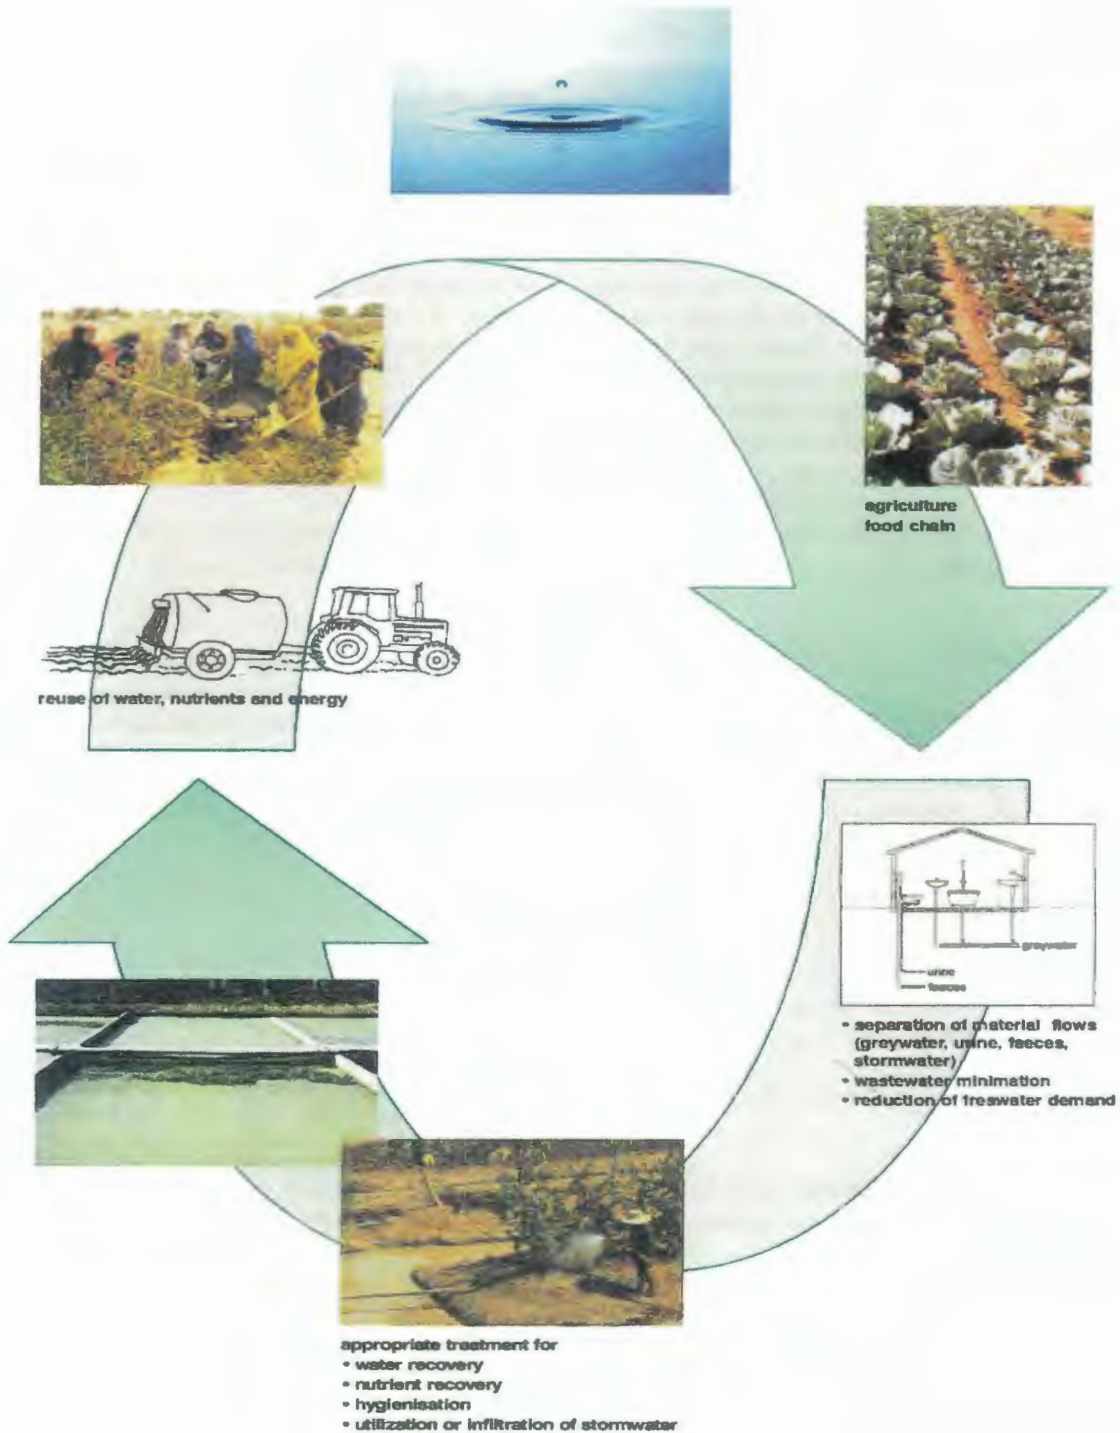 agriculture
food chain
reuse of water, nutrients and energy
greywater
urine
faeces
• separation of material flows
(greywater, urine, faeces,
stormwater)
• wastewater minimation
• reduction of freswater demand
appropriate treatment for
• water recovery
• nutrient recovery
• hygienisation
• utilization or infiltration of stormwater